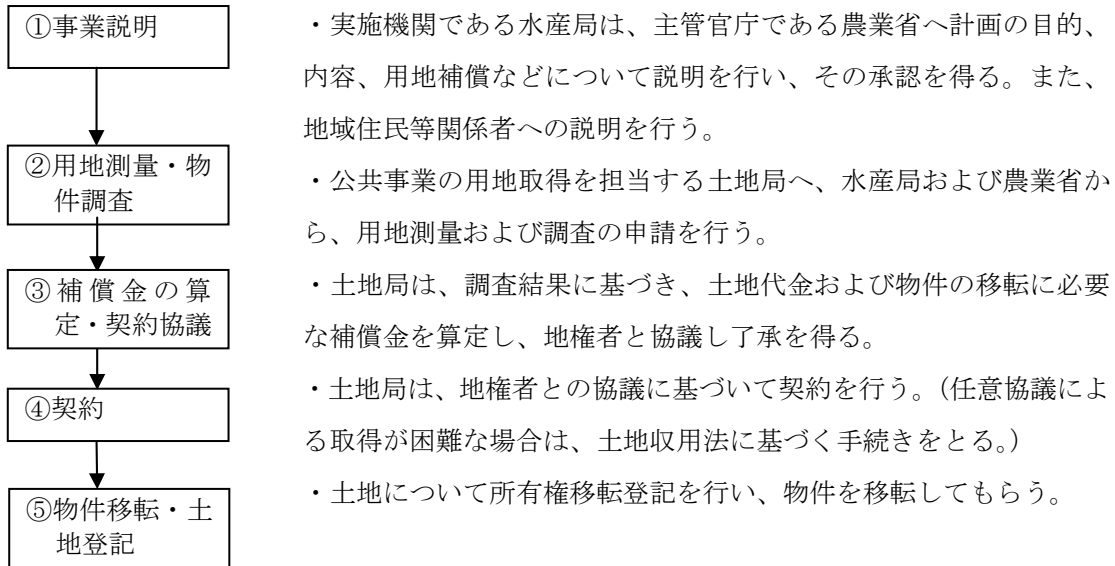 ①事業説明
・実施機関である水産局は、主管官庁である農業省へ計画の目的、
内容、用地補償などについて説明を行い、その承認を得る。また、
地域住民等関係者への説明を行う。
②用地測量・物
件調査
・公共事業の用地取得を担当する土地局へ、水産局および農業省か
ら、用地測量および調査の申請を行う。
③補償金の算
定・契約協議
・土地局は、調査結果に基づき、土地代金および物件の移転に必要
な補償金を算定し、地権者と協議し了承を得る。
④契約
・土地局は、地権者との協議に基づいて契約を行う。（任意協議によ
る取得が困難な場合は、土地収用法に基づく手続きをとる。）
⑤物件移転・土
地登記
・土地について所有権移転登記を行い、物件を移転してもらう。